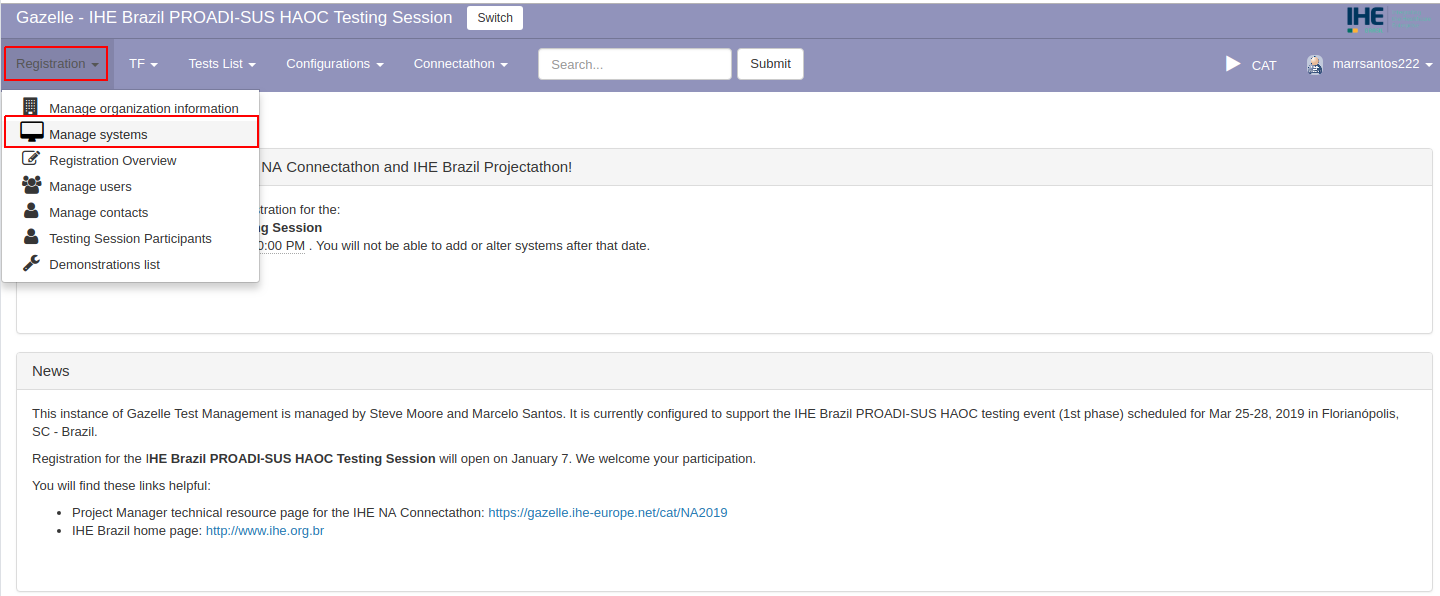 Gazelle - IHE Brazil PROADI-SUS HAOC Testing Session Switch
IHE
Registration TF Tests List Configurations Connectathon Search... Submit CAT marrsantos222
Manage organization information
Manage systems
Registration Overview
Manage users
Manage contacts
Testing Session Participants
Demonstrations list
NA Connectathon and IHE Brazil Projectathon!
stration for the:
ng Session
0:00 PM . You will not be able to add or alter systems after that date.
News
This instance of Gazelle Test Management is managed by Steve Moore and Marcelo Santos. It is currently configured to support the IHE Brazil PROADI-SUS HAOC testing event (1st phase) scheduled for Mar 25-28, 2019 in Florianópolis,
SC - Brazil.
Registration for the IHE Brazil PROADI-SUS HAOC Testing Session will open on January 7. We welcome your participation.
You will find these links helpful:
• Project Manager technical resource page for the IHE NA Connectathon: https://gazelle.ihe-europe.net/cat/NA2019
• IHE Brazil home page: http://www.ihe.org.br